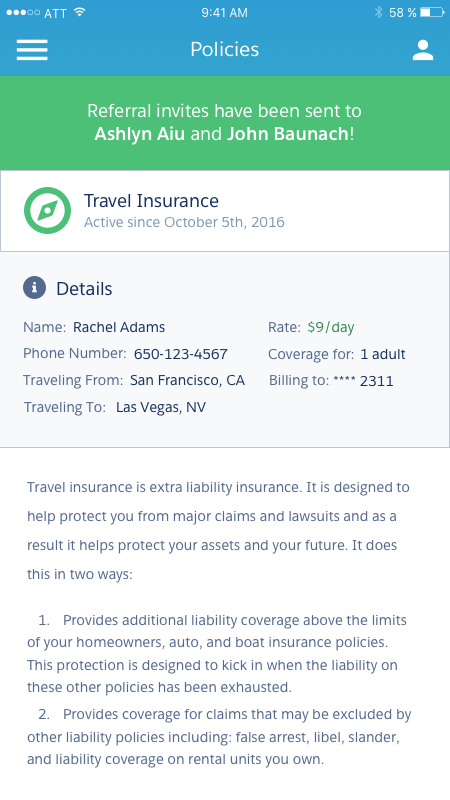 ATT 9:41 AM 58 %
Policies
Referral invites have been sent to
Ashlyn Aiu and John Baunach!
Travel Insurance
Active since October 5th, 2016
Details
Name: Rachel Adams Rate: $9/day
Phone Number: 650-123-4567 Coverage for: 1 adult
Traveling From: San Francisco, CA Billing to: **** 2311
Traveling To: Las Vegas, NV
Travel insurance is extra liability insurance. It is designed to
help protect you from major claims and lawsuits and as a
result it helps protect your assets and your future. It does
this in two ways:
1. Provides additional liability coverage above the limits
of your homeowners, auto, and boat insurance policies.
This protection is designed to kick in when the liability on
these other policies has been exhausted.
2. Provides coverage for claims that may be excluded by
other liability policies including: false arrest, libel, slander,
and liability coverage on rental units you own.